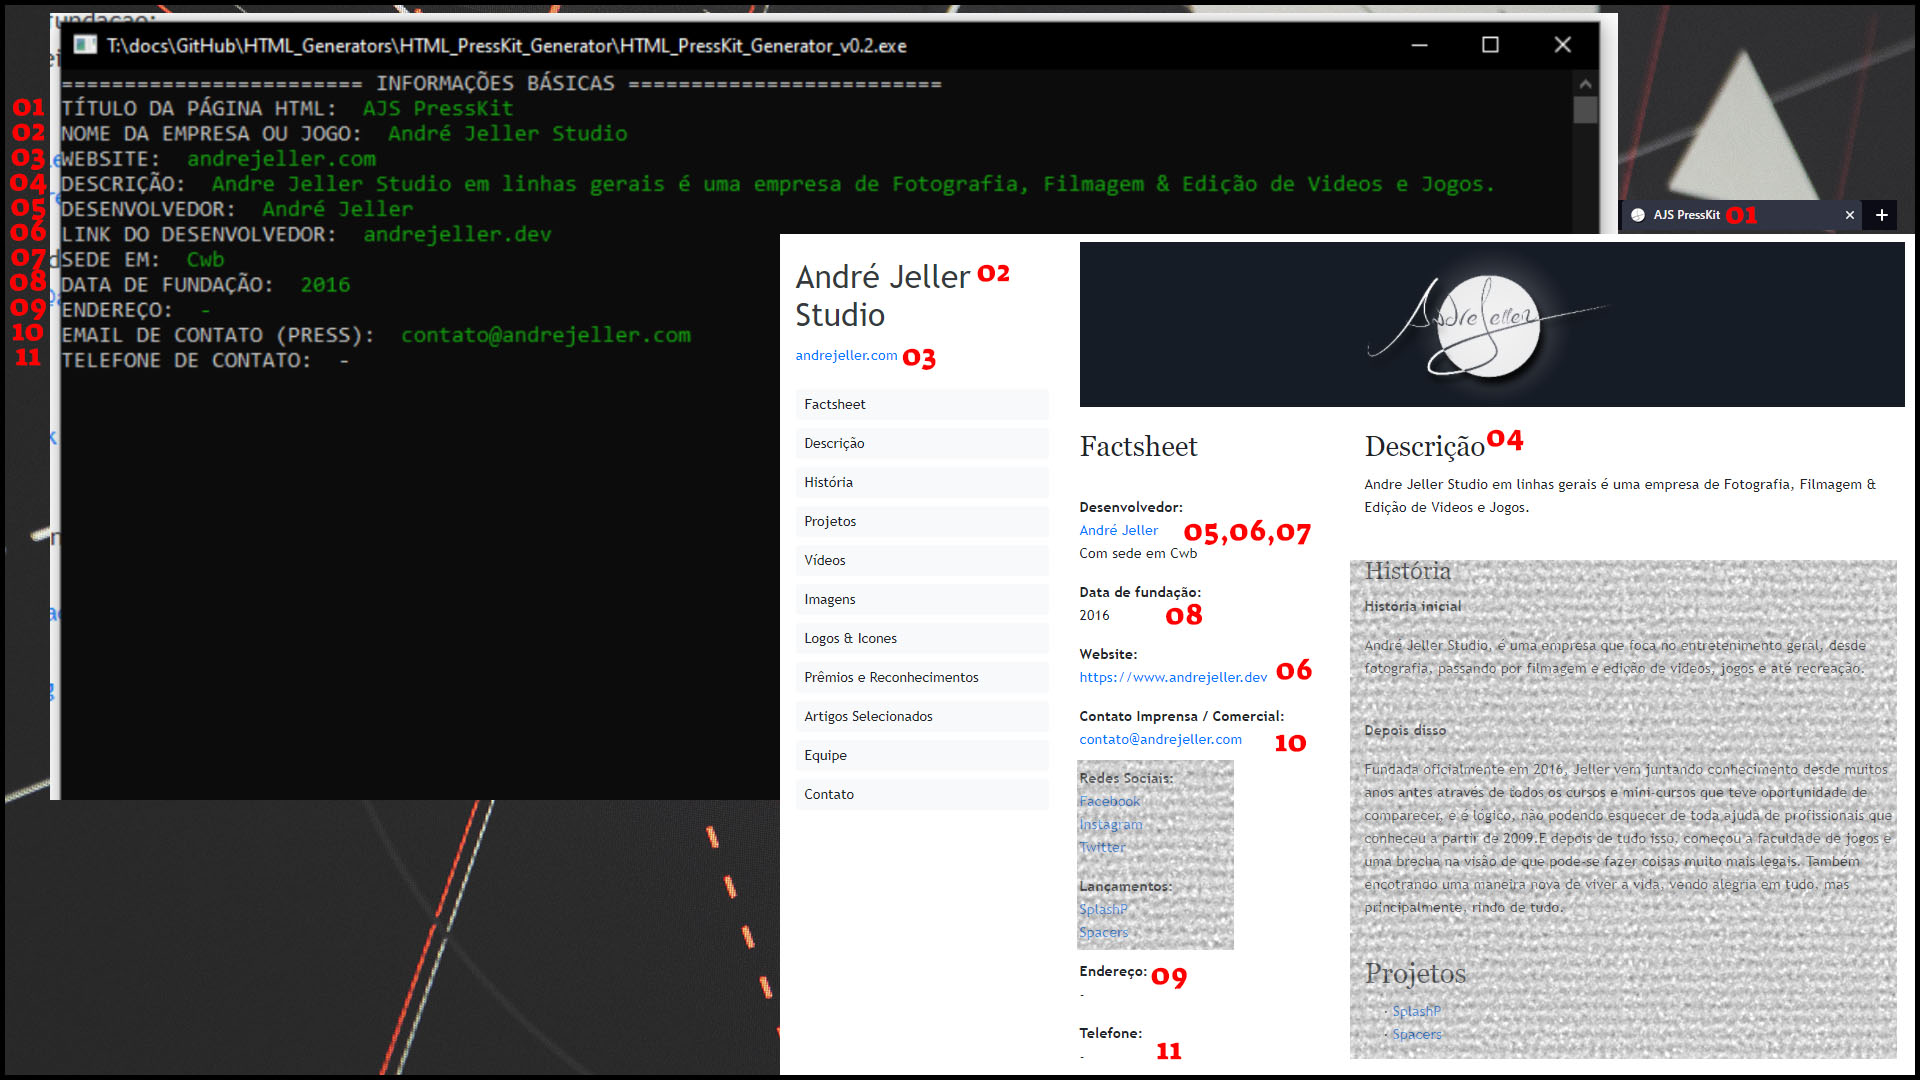 T:\docs\GitHub\HTML_Generators\HTML_PressKit_Generator\HTML_PressKit_Generator_v0.2.exe
======================== INFORMAÇÕES BÁSICAS =========================
01 TÍTULO DA PÁGINA HTML: AJS PressKit
02 NOME DA EMPRESA OU JOGO: André Jeller Studio
03 WEBSITE: andrejeller.com
04 DESCRIÇÃO: Andre Jeller Studio em linhas gerais é uma empresa de Fotografia, Filmagem & Edição de Videos e Jogos.
05 DESENVOLVEDOR: André Jeller
06 LINK DO DESENVOLVEDOR: andrejeller.dev
07 SEDE EM: Cwb
08 DATA DE FUNDAÇÃO: 2016
09 ENDEREÇO: -
10 EMAIL DE CONTATO (PRESS): contato@andrejeller.com
11 TELEFONE DE CONTATO: -
AJS PressKit 01
André Jeller 02
Studio
andrejeller.com 03
Factsheet
Descrição
História
Projetos
Vídeos
Imagens
Logos & Icones
Prêmios e Reconhecimentos
Artigos Selecionados
Equipe
Contato
Andre Jeller
Factsheet
Desenvolvedor:
André Jeller 05,06,07
Com sede em Cwb
Data de fundação:
2016 08
Website:
https://www.andrejeller.dev 06
Contato Imprensa / Comercial:
contato@andrejeller.com 10
Redes Sociais:
Facebook
Instagram
Twitter
Lançamentos:
SplashP
Spacers
Endereço: 09
-
Telefone:
- 11
Descrição 04
Andre Jeller Studio em linhas gerais é uma empresa de Fotografia, Filmagem &
Edição de Videos e Jogos.
História
História inicial
André Jeller Studio, é uma empresa que foca no entretenimento geral, desde
fotografia, passando por filmagem e edição de videos, jogos e até recreação.
Depois disso
Fundada oficialmente em 2016, Jeller vem juntando conhecimento desde muitos
anos antes através de todos os cursos e mini-cursos que teve oportunidade de
comparecer, e é lógico, não podendo esquecer de toda ajuda de profissionais que
conheceu a partir de 2009.E depois de tudo isso, começou a faculdade de jogos e
uma brecha na visão de que pode-se fazer coisas muito mais legais. Também
encotrando uma maneira nova de viver a vida, vendo alegria em tudo, mas
principalmente, rindo de tudo.
Projetos
· SplashP
· Spacers